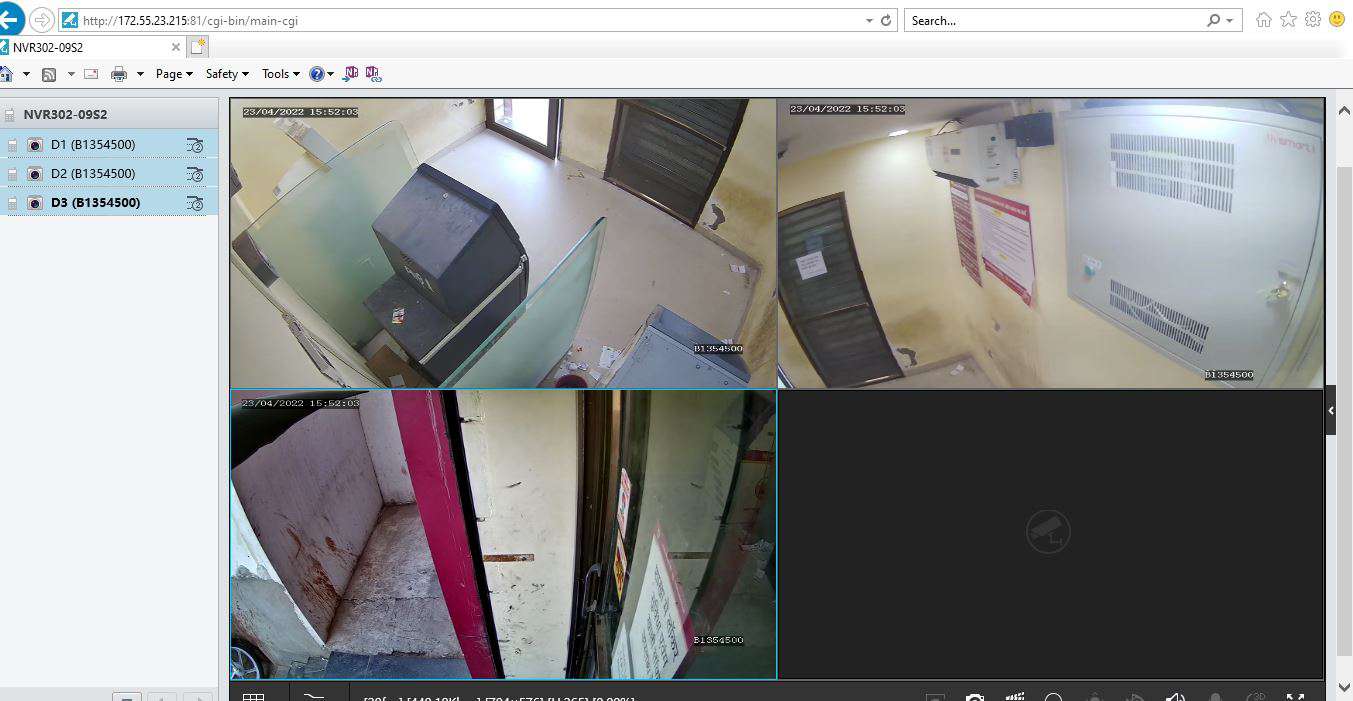 http://172.55.23.215:81/cgi-bin/main-cgi
Search...
NVR302-09S2
Page
Safety
Tools
NVR302-09S2
D1 (B1354500)
D2 (B1354500)
D3 (B1354500)
23/04/2022 15:52:03
B1354500
23/04/2022 15:52:03
B1354500
23/04/2022 15:52:03
B1354500